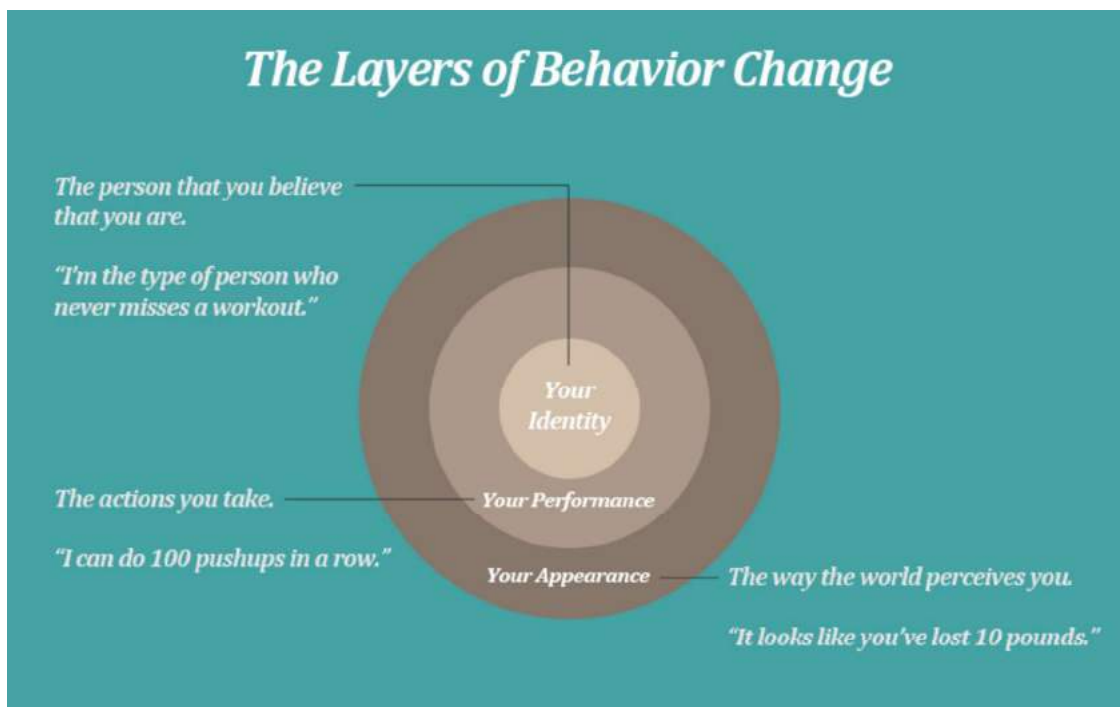 The Layers of Behavior Change
The person that you believe
that you are.
“I’m the type of person who
never misses a workout.”
Your
Identity
The actions you take.
Your Performance
“I can do 100 pushups in a row.”
Your Appearance
The way the world perceives you.
“It looks like you’ve lost 10 pounds.”